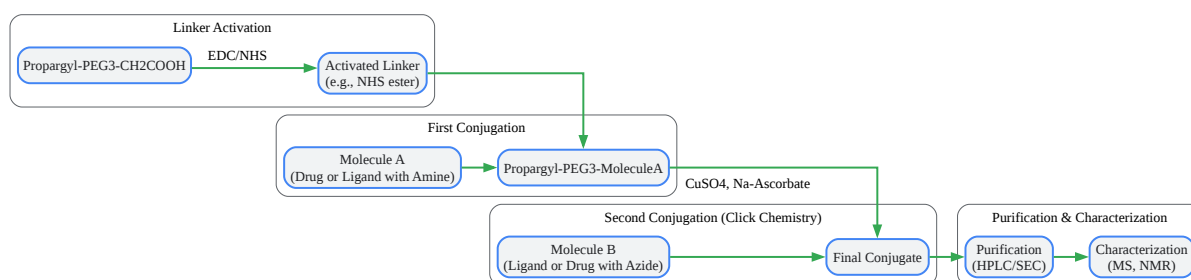 Linker Activation
Propargyl-PEG3-CH2COOH
EDC/NHS
Activated Linker
(e.g., NHS ester)
First Conjugation
Molecule A
(Drug or Ligand with Amine)
Propargyl-PEG3-MoleculeA
CuSO4, Na-Ascorbate
Second Conjugation (Click Chemistry)
Molecule B
(Ligand or Drug with Azide)
Final Conjugate
Purification & Characterization
Purification
(HPLC/SEC)
Characterization
(MS, NMR)